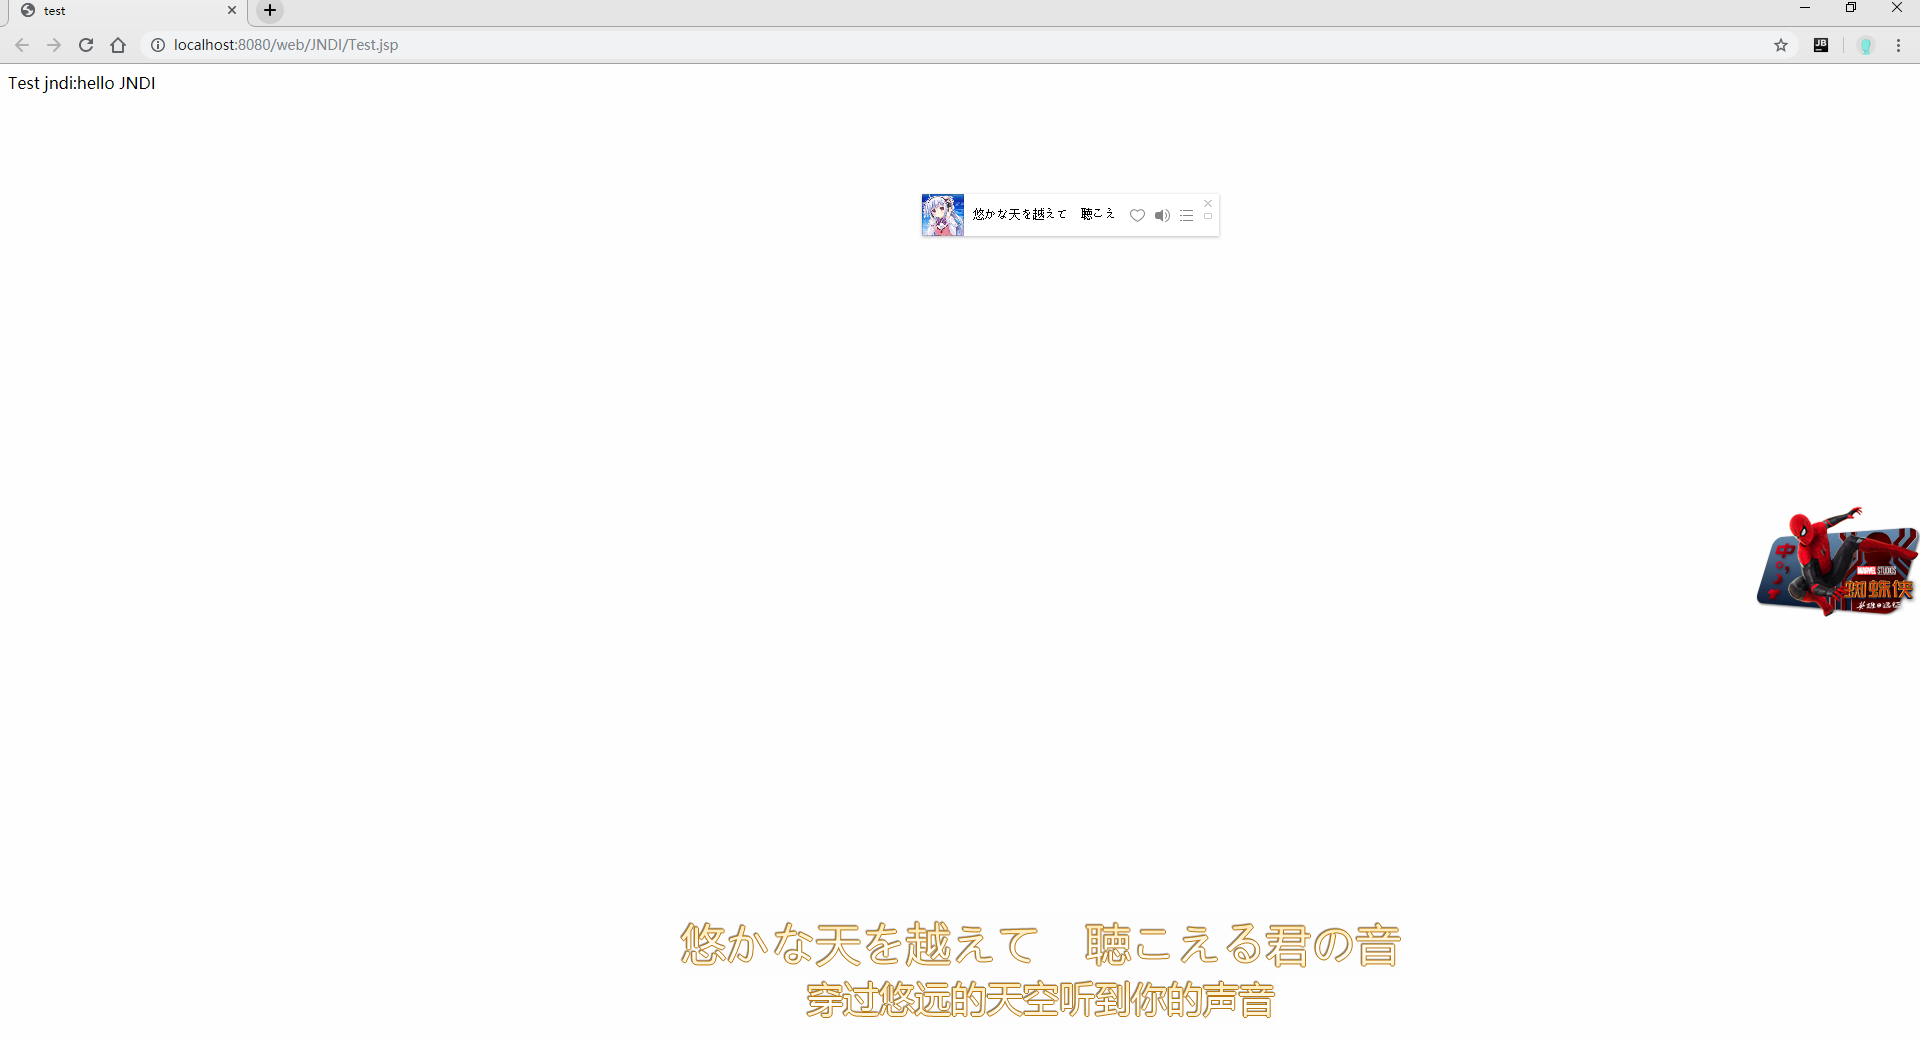 test
localhost:8080/web/JNDI/Test.jsp
JB
Test jndi:hello JNDI
悠かな天を越えて　聴こえ
中
MARVEL STUDIOS
蜘蛛侠
悠かな天を越えて　聴こえる君の音
穿过悠远的天空听到你的声音